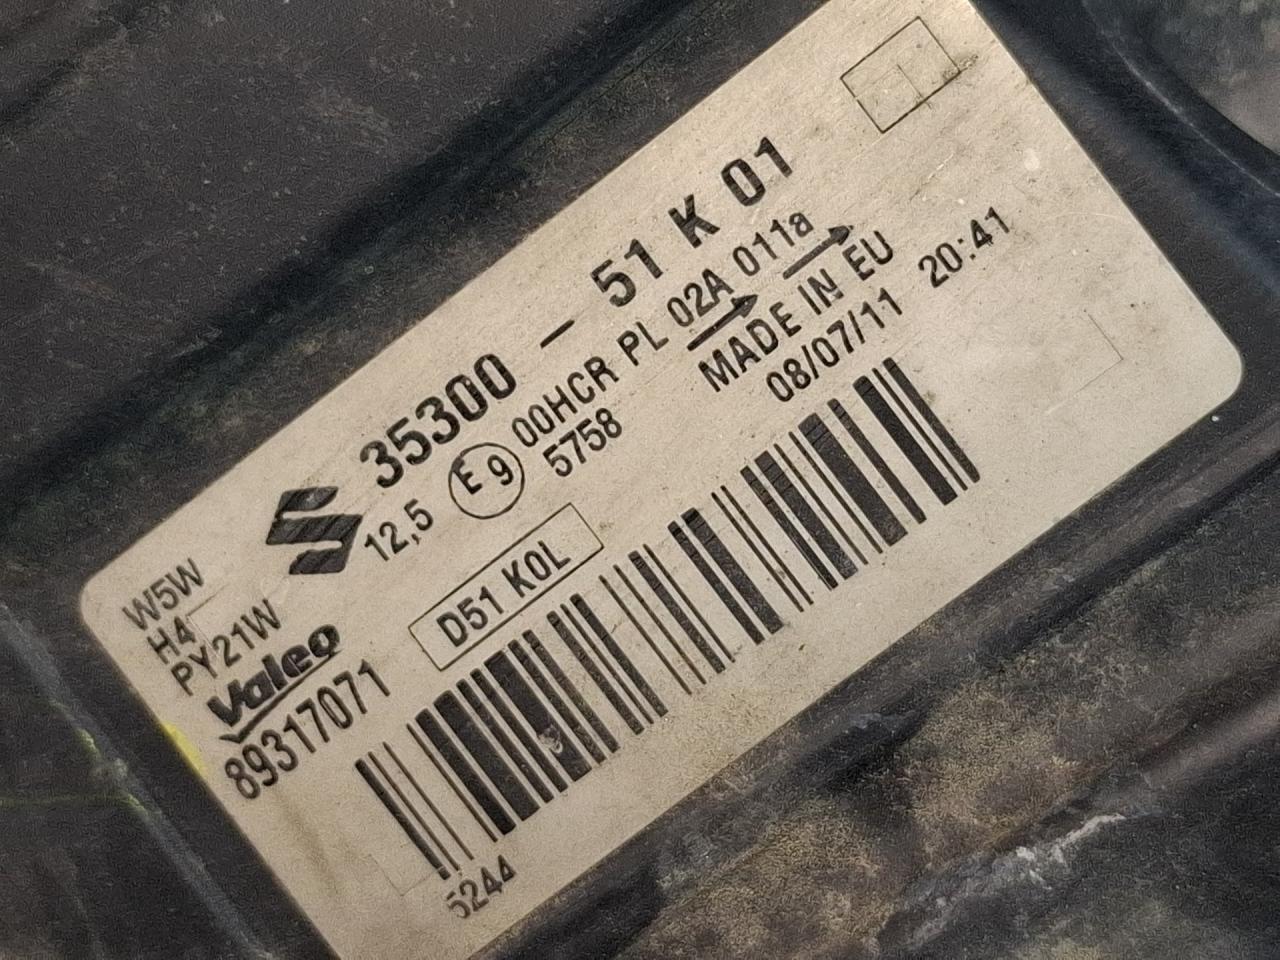 35300 - 51 K 01
12,5 E 9 00HCR PL 02A 011a
5758
MADE IN EU
08/07/11 20:41
W5W
H4
PY21W
Valeo
89317071
D51 K0L
5244